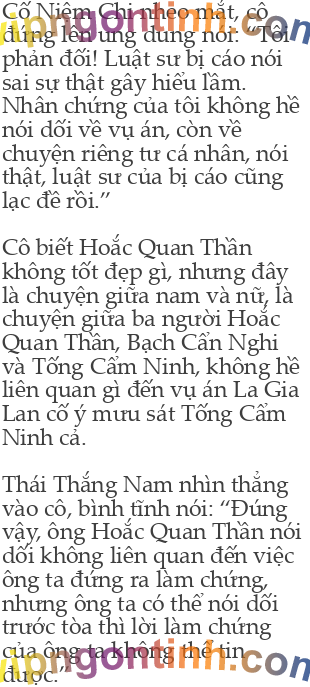 Cố Niệm Chi nheo mắt, cô
đứng lên ung dung nói: “Tôi
phản đối! Luật sư bị cáo nói
sai sự thật gây hiểu lầm.
Nhân chứng của tôi không hề
nói dối về vụ án, còn về
chuyện riêng tư cá nhân, nói
thật, luật sư của bị cáo cũng
lạc đề rồi.”
Cô biết Hoắc Quan Thần
không tốt đẹp gì, nhưng đây
là chuyện giữa nam và nữ, là
chuyện giữa ba người Hoắc
Quan Thần, Bạch Cẩn Nghi
và Tống Cẩm Ninh, không hề
liên quan gì đến vụ án La Gia
Lan cố ý mưu sát Tống Cẩm
Ninh cả.
Thái Thắng Nam nhìn thẳng
vào cô, bình tĩnh nói: “Đúng
vậy, ông Hoắc Quan Thần nói
dối không liên quan đến việc
ông ta đứng ra làm chứng,
nhưng ông ta có thể nói dối
trước tòa thì lời làm chứng
của ông ta không thể tin
được.”
vipngontinh.com
vipngontinh.com